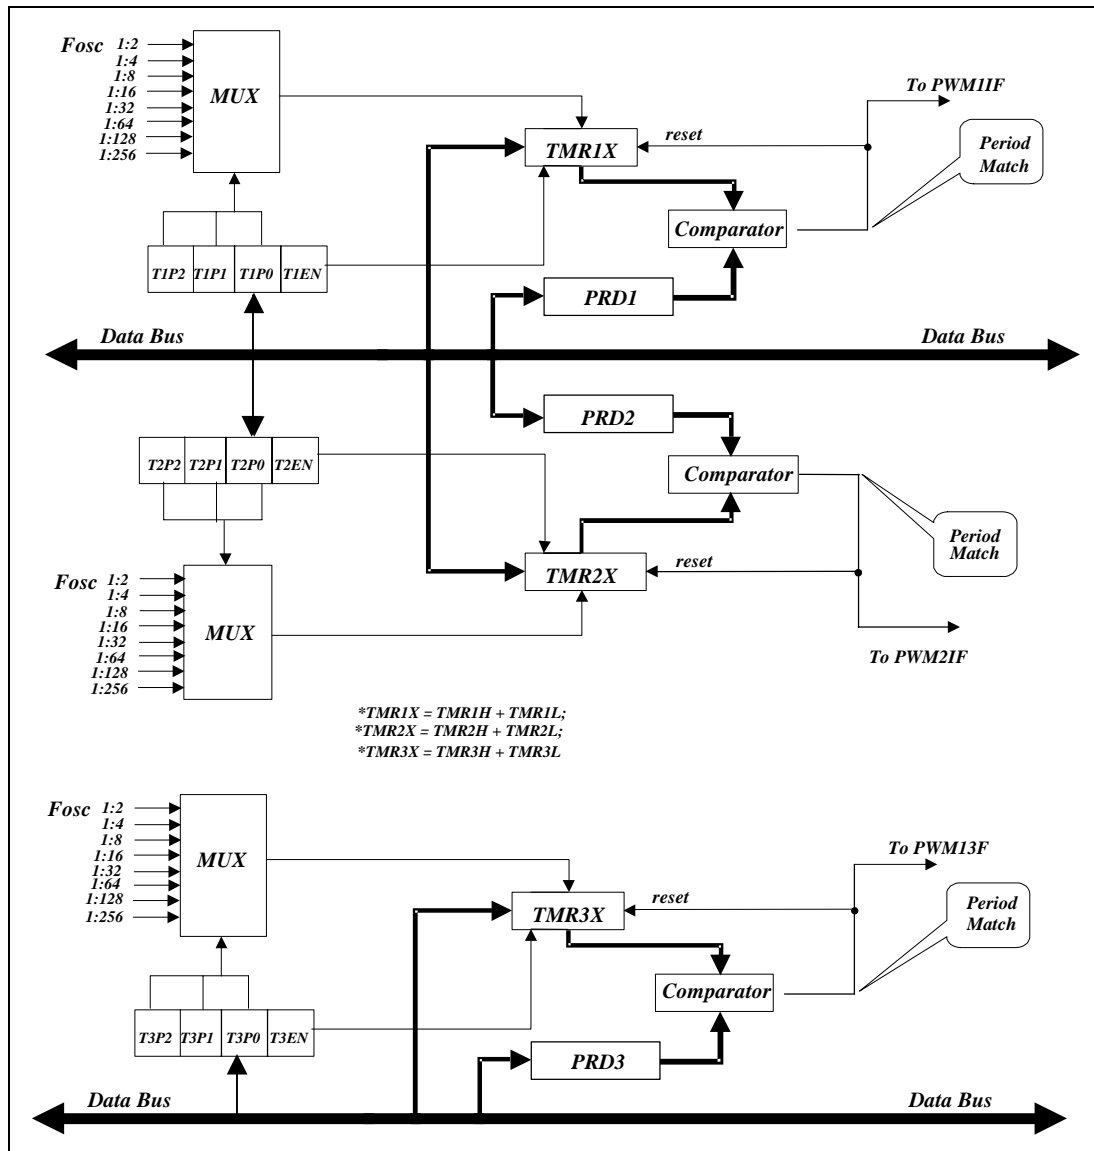 Fosc 1:2
1:4
1:8
1:16
1:32
1:64
1:128
1:256
MUX
To PWM1IF
reset
Period
Match
TMR1X
Comparator
T1P2 T1P1 T1P0 T1EN
PRD1
Data Bus Data Bus
PRD2
T2P2 T2P1 T2P0 T2EN
Comparator
Period
Match
TMR2X
reset
Fosc 1:2
1:4
1:8
1:16
1:32
1:64
1:128
1:256
MUX
To PWM2IF
*TMR1X = TMR1H + TMR1L;
*TMR2X = TMR2H + TMR2L;
*TMR3X = TMR3H + TMR3L
Fosc 1:2
1:4
1:8
1:16
1:32
1:64
1:128
1:256
MUX
To PWM13F
reset
Period
Match
TMR3X
Comparator
T3P2 T3P1 T3P0 T3EN
PRD3
Data Bus Data Bus